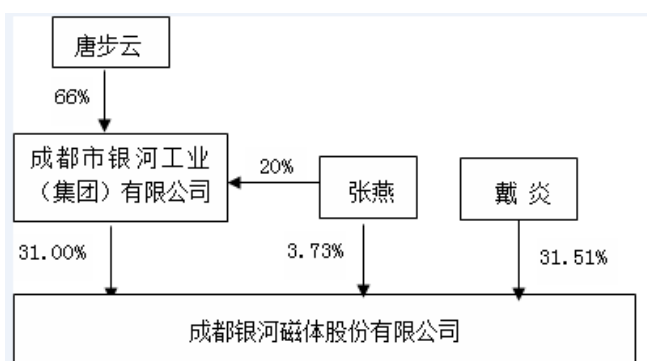 唐步云
66%
成都市银河工业
（集团）有限公司
20%
张燕
戴 炎
31.00%
3.73%
31.51%
成都银河磁体股份有限公司